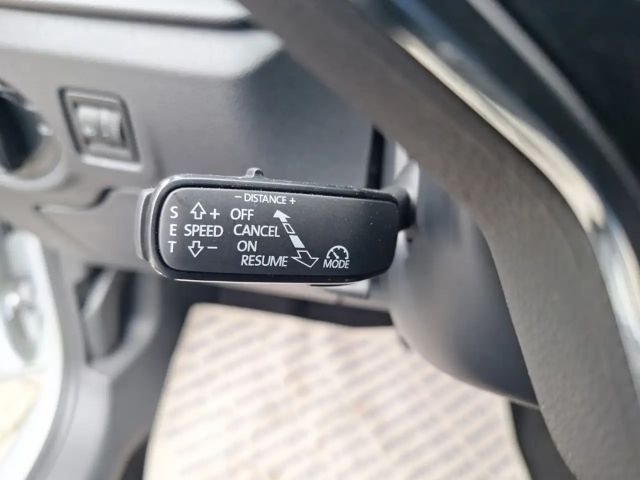 - DISTANCE +
S + OFF
E SPEED CANCEL
T - ON
RESUME MODE